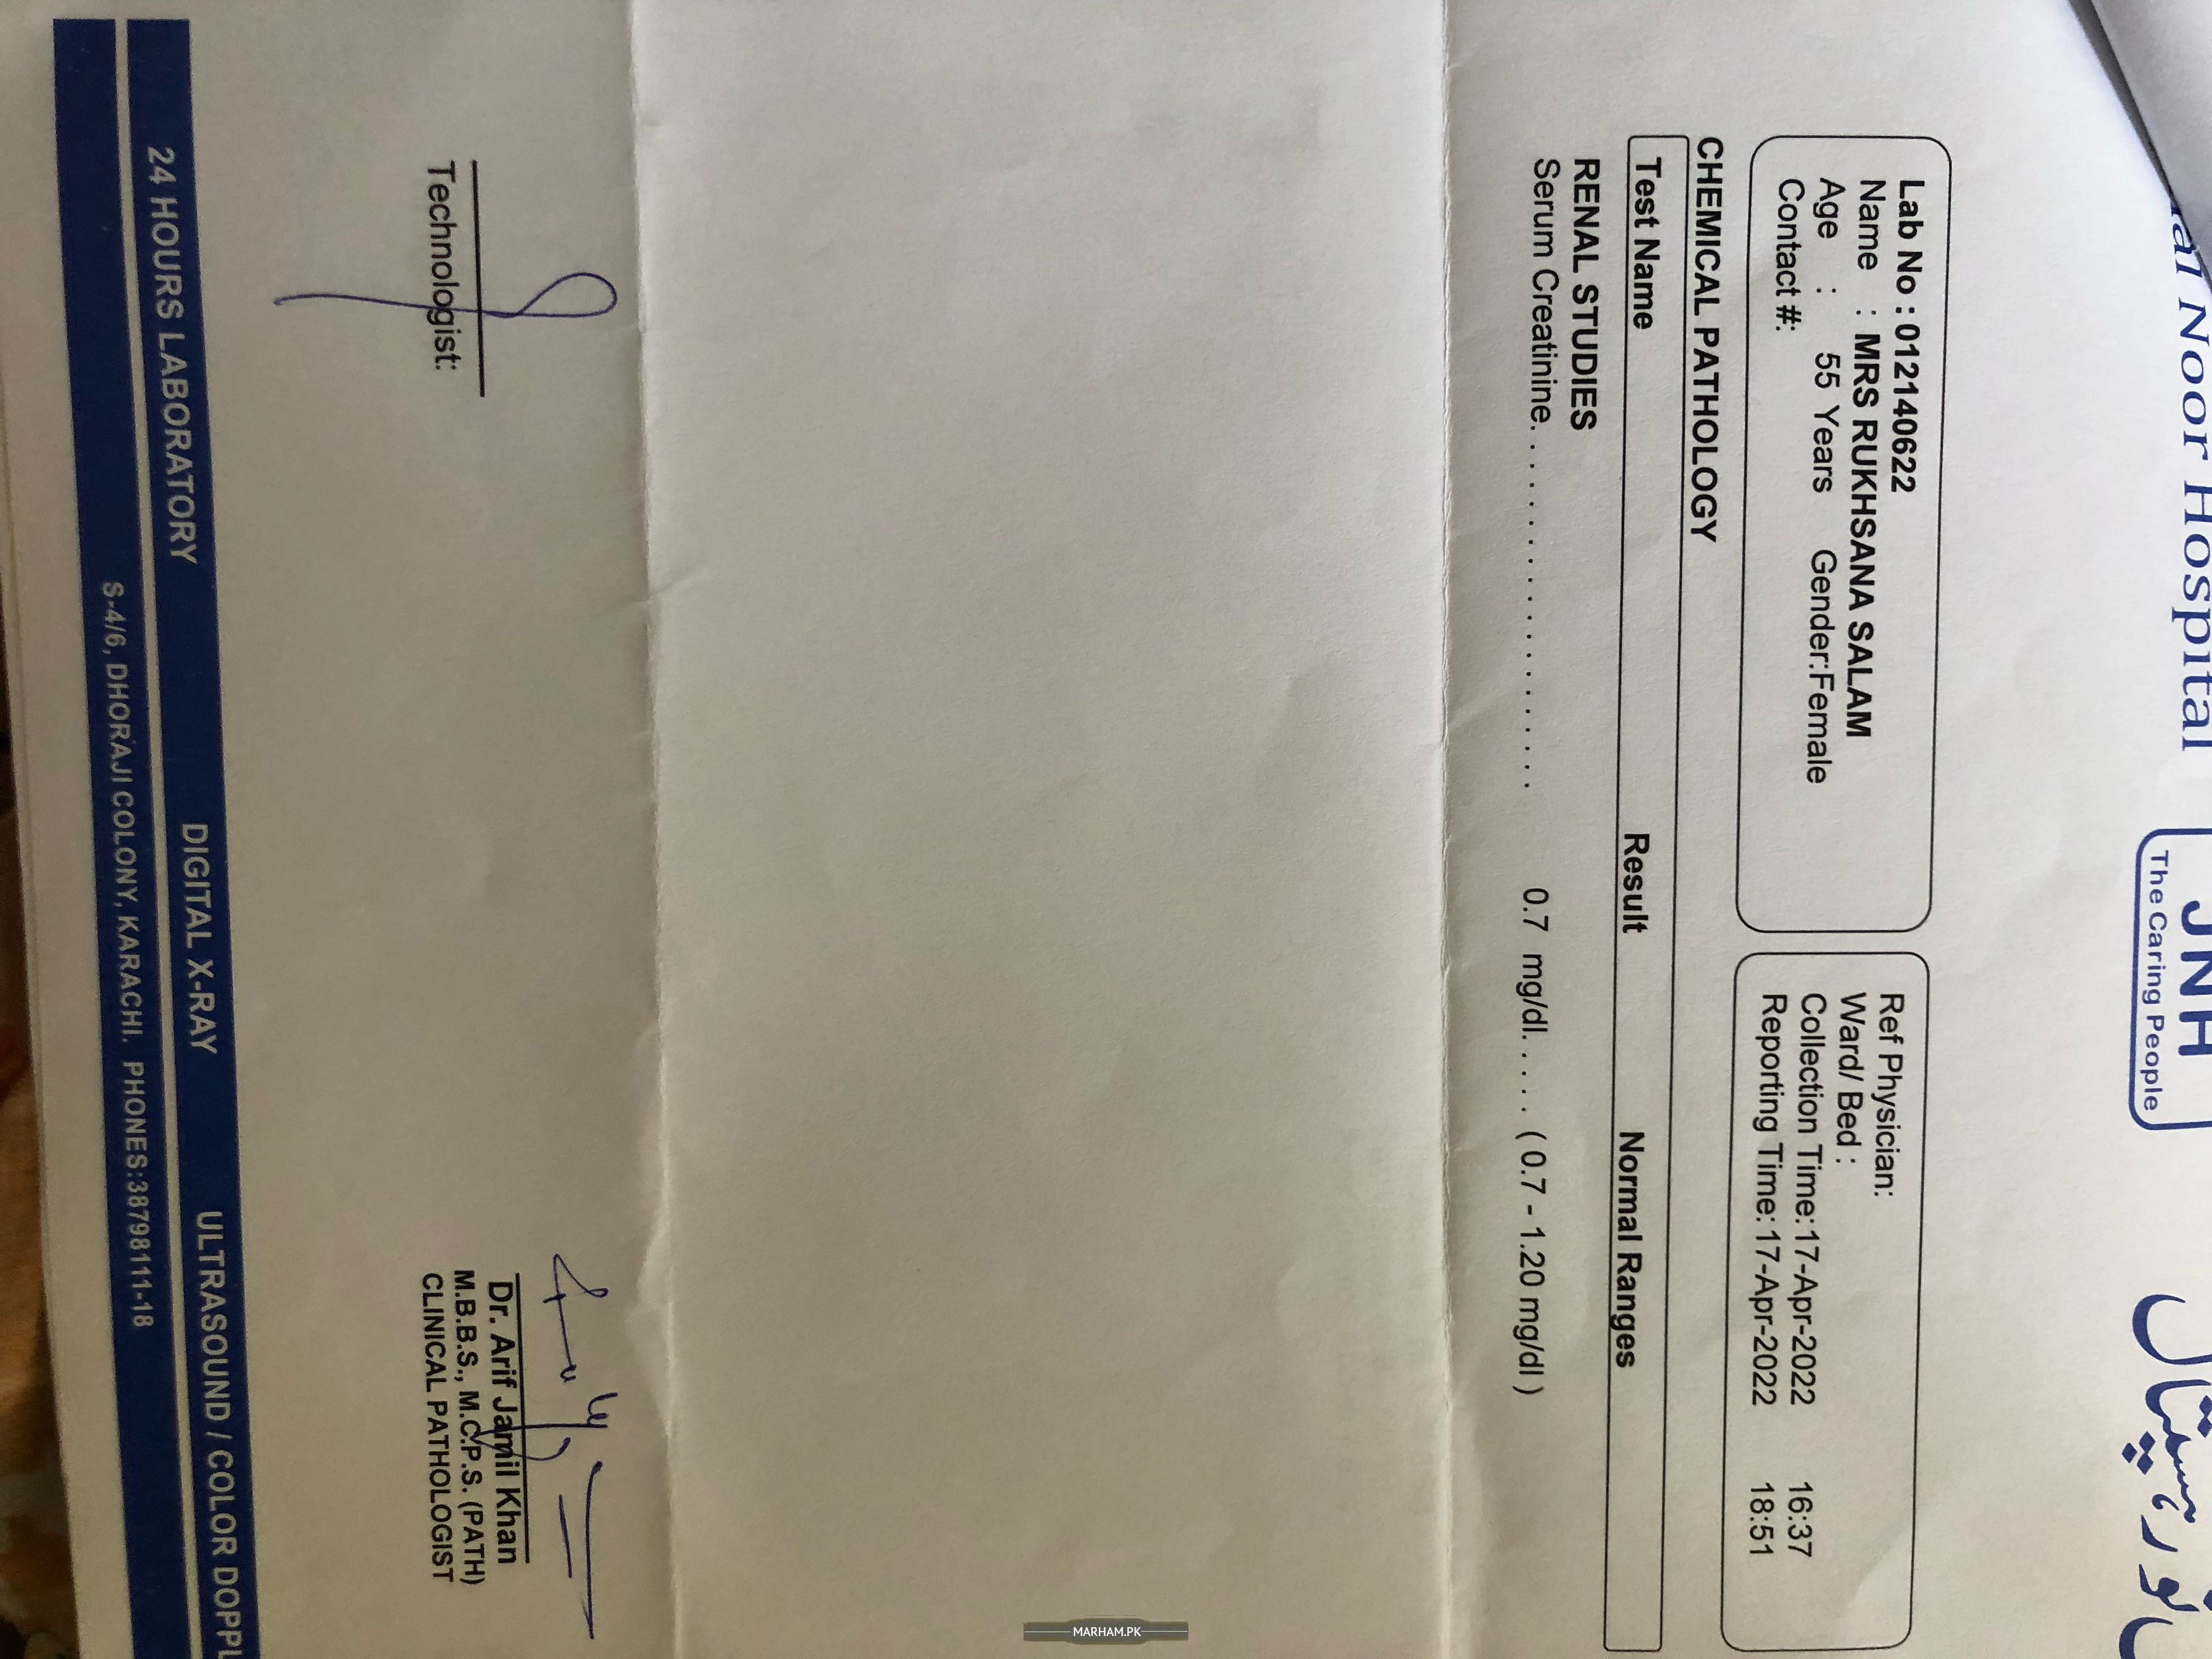 al Noor Hospital
JNH
The Caring People
نور ہسپتال
Lab No : 012140622
Name : MRS RUKHSANA SALAM
Age : 55 Years Gender:Female
Contact #:
Ref Physician:
Ward/ Bed :
Collection Time:17-Apr-2022 16:37
Reporting Time:17-Apr-2022 18:51
CHEMICAL PATHOLOGY
Test Name Result Normal Ranges
RENAL STUDIES
Serum Creatinine. . . . . . . . . . . . . . . . . . . . . 0.7 mg/dl. . . . . ( 0.7 - 1.20 mg/dl )
Technologist:
Dr. Arif Jamil Khan
M.B.B.S., M.C.P.S. (PATH)
CLINICAL PATHOLOGIST
24 HOURS LABORATORY DIGITAL X-RAY ULTRASOUND / COLOR DOPPL
S-4/6, DHORAJI COLONY, KARACHI. PHONES:38798111-18
MARHAM.PK